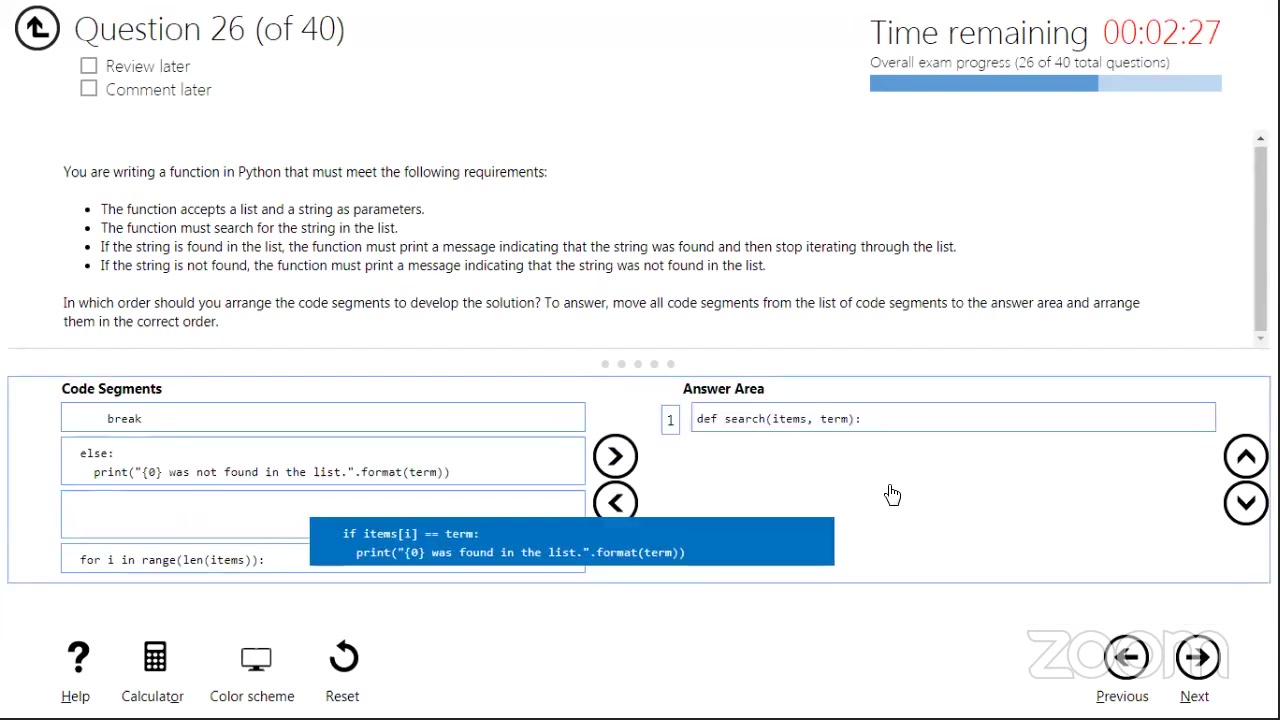 Question 26 (of 40)
Review later
Comment later
Time remaining 00:02:27
Overall exam progress (26 of 40 total questions)
You are writing a function in Python that must meet the following requirements:
• The function accepts a list and a string as parameters.
• The function must search for the string in the list.
• If the string is found in the list, the function must print a message indicating that the string was found and then stop iterating through the list.
• If the string is not found, the function must print a message indicating that the string was not found in the list.
In which order should you arrange the code segments to develop the solution? To answer, move all code segments from the list of code segments to the answer area and arrange
them in the correct order.
Code Segments
break
else:
print("{0} was not found in the list.".format(term))
if items[i] == term:
print("{0} was found in the list.".format(term))
for i in range(len(items)):
Answer Area
1 def search(items, term):
Help
Calculator
Color scheme
Reset
Previous
Next
zoom